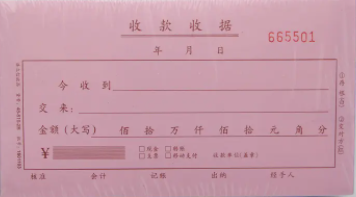 收款收据
665501
年 月 日
今收到
交来:
金额(大写) 佰 拾 万 仟 佰 拾 元 角 分
¥ □现金 □转账
□支票 □移动支付 收款单位(盖章)
核准 会计 记账 出纳 经手人